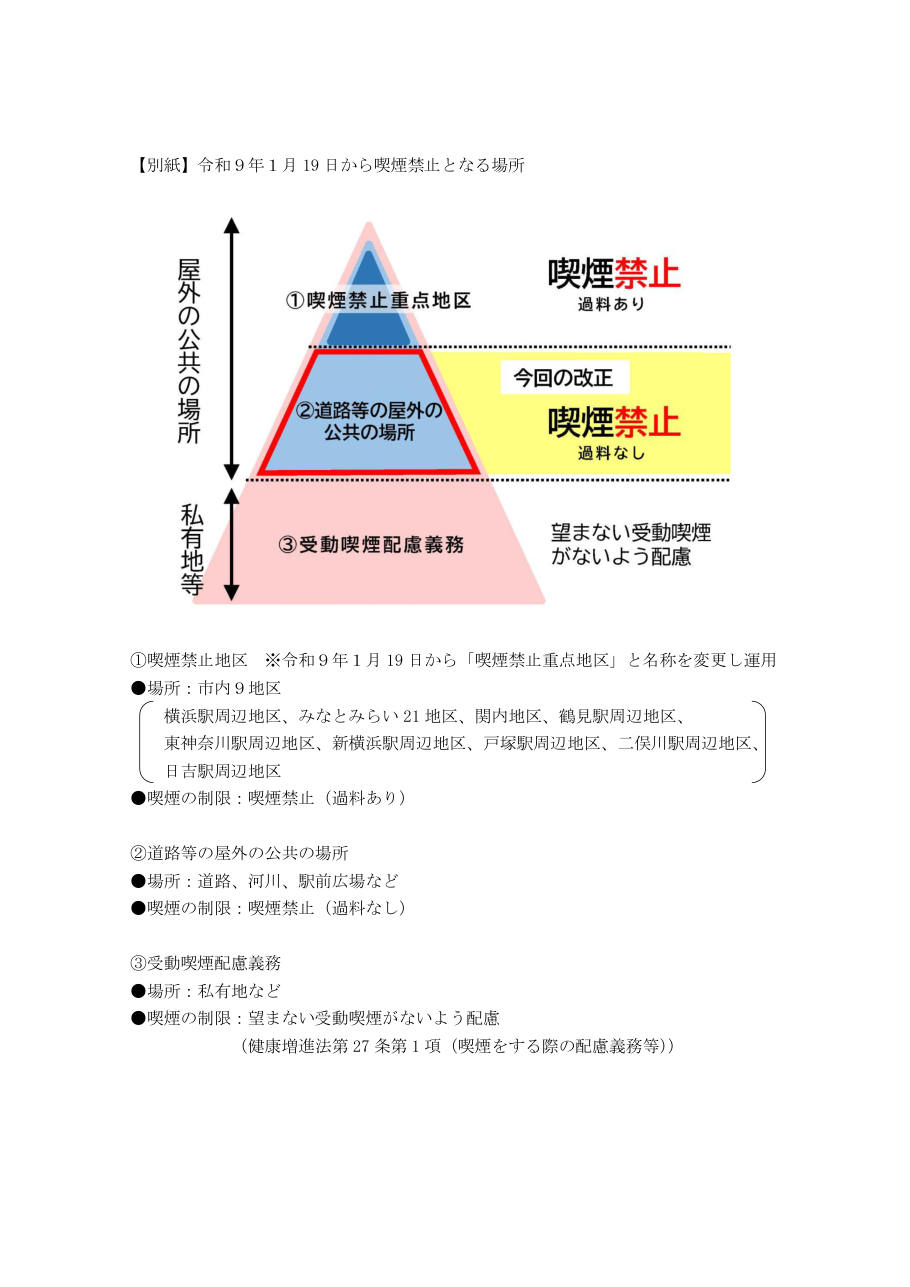 【別紙】令和９年１月 19 日から喫煙禁止となる場所
屋外の公共の場所
①喫煙禁止重点地区
喫煙禁止
過料あり
②道路等の屋外の
公共の場所
今回の改正
喫煙禁止
過料なし
私有地等
③受動喫煙配慮義務
望まない受動喫煙
がないよう配慮
①喫煙禁止地区　※令和９年１月 19 日から「喫煙禁止重点地区」と名称を変更し運用
●場所：市内９地区
横浜駅周辺地区、みなとみらい 21 地区、関内地区、鶴見駅周辺地区、
東神奈川駅周辺地区、新横浜駅周辺地区、戸塚駅周辺地区、二俣川駅周辺地区、
日吉駅周辺地区
●喫煙の制限：喫煙禁止（過料あり）
②道路等の屋外の公共の場所
●場所：道路、河川、駅前広場など
●喫煙の制限：喫煙禁止（過料なし）
③受動喫煙配慮義務
●場所：私有地など
●喫煙の制限：望まない受動喫煙がないよう配慮
（健康増進法第 27 条第 1 項（喫煙をする際の配慮義務等））